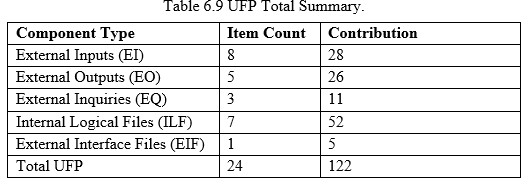 Table 6.9 UFP Total Summary.
Component Type Item Count Contribution
External Inputs (EI) 8 28
External Outputs (EO) 5 26
External Inquiries (EQ) 3 11
Internal Logical Files (ILF) 7 52
External Interface Files (EIF) 1 5
Total UFP 24 122